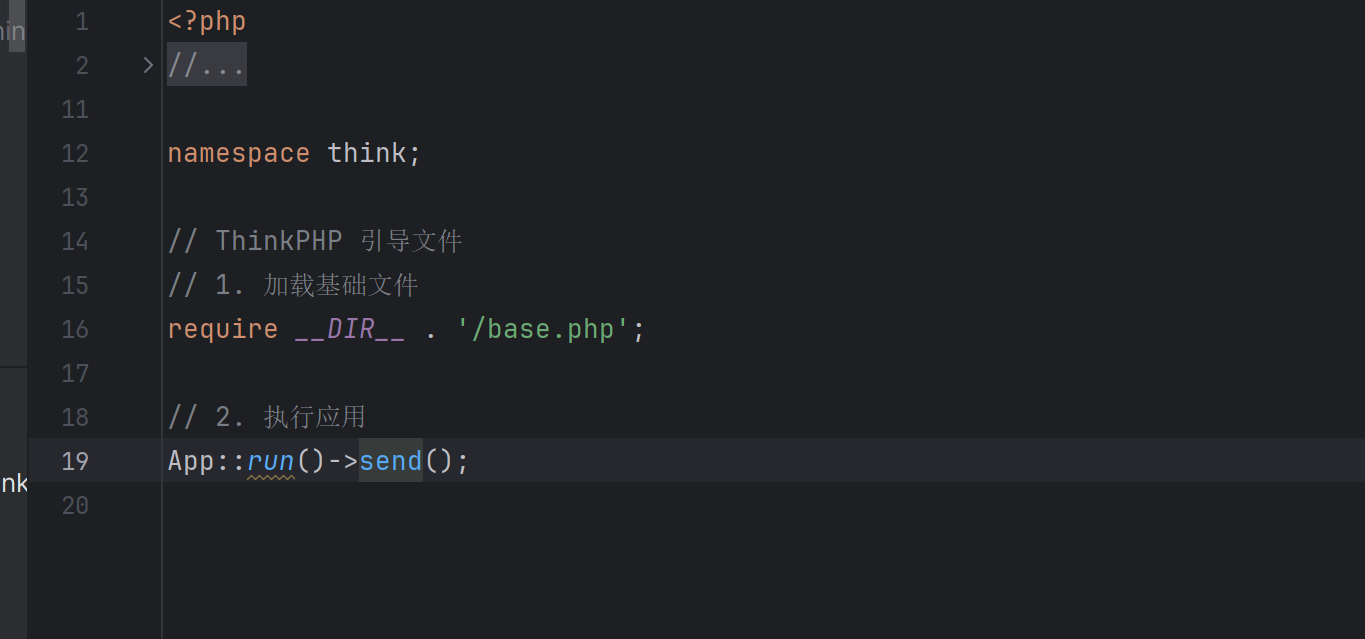 1 <?php
2 //...
11
12 namespace think;
13
14 // ThinkPHP 引导文件
15 // 1. 加载基础文件
16 require __DIR__ . '/base.php';
17
18 // 2. 执行应用
19 App::run()->send();
20